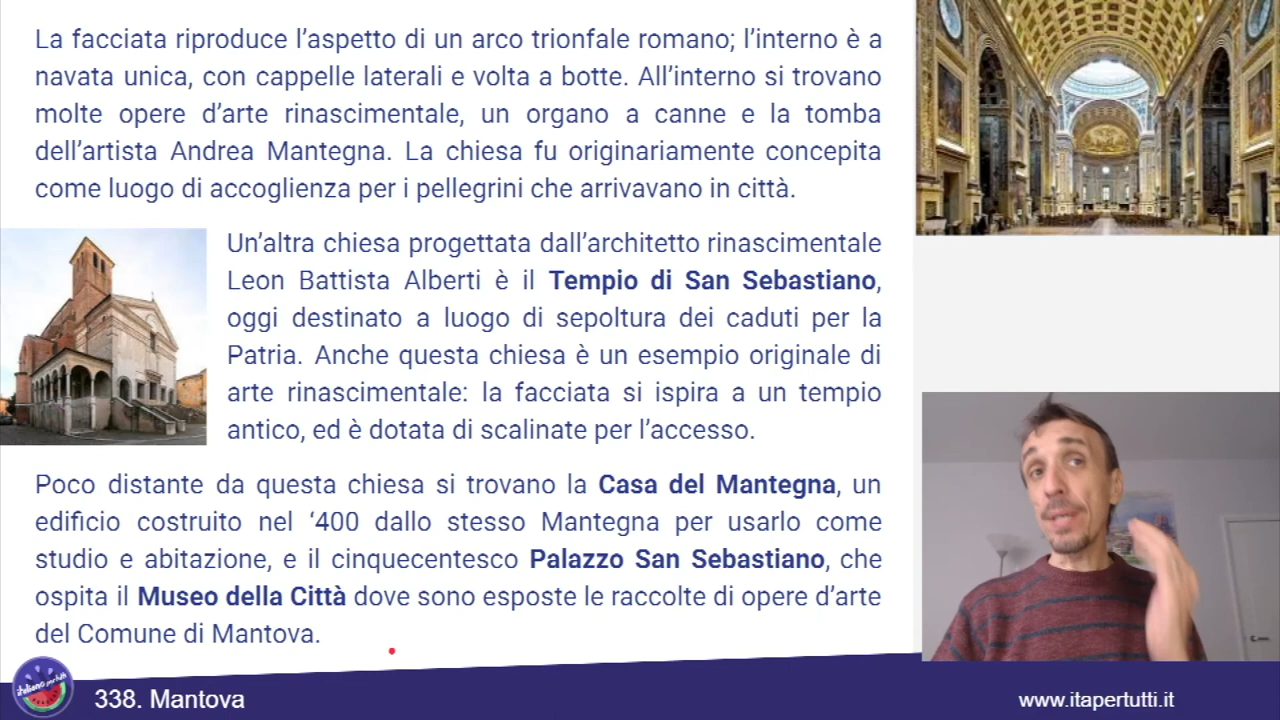 La facciata riproduce l’aspetto di un arco trionfale romano; l’interno è a
navata unica, con cappelle laterali e volta a botte. All’interno si trovano
molte opere d’arte rinascimentale, un organo a canne e la tomba
dell’artista Andrea Mantegna. La chiesa fu originariamente concepita
come luogo di accoglienza per i pellegrini che arrivavano in città.
Un’altra chiesa progettata dall’architetto rinascimentale
Leon Battista Alberti è il Tempio di San Sebastiano,
oggi destinato a luogo di sepoltura dei caduti per la
Patria. Anche questa chiesa è un esempio originale di
arte rinascimentale: la facciata si ispira a un tempio
antico, ed è dotata di scalinate per l’accesso.
Poco distante da questa chiesa si trovano la Casa del Mantegna, un
edificio costruito nel ‘400 dallo stesso Mantegna per usarlo come
studio e abitazione, e il cinquecentesco Palazzo San Sebastiano, che
ospita il Museo della Città dove sono esposte le raccolte di opere d’arte
del Comune di Mantova.
italiano per tutti
338. Mantova
www.itapertutti.it